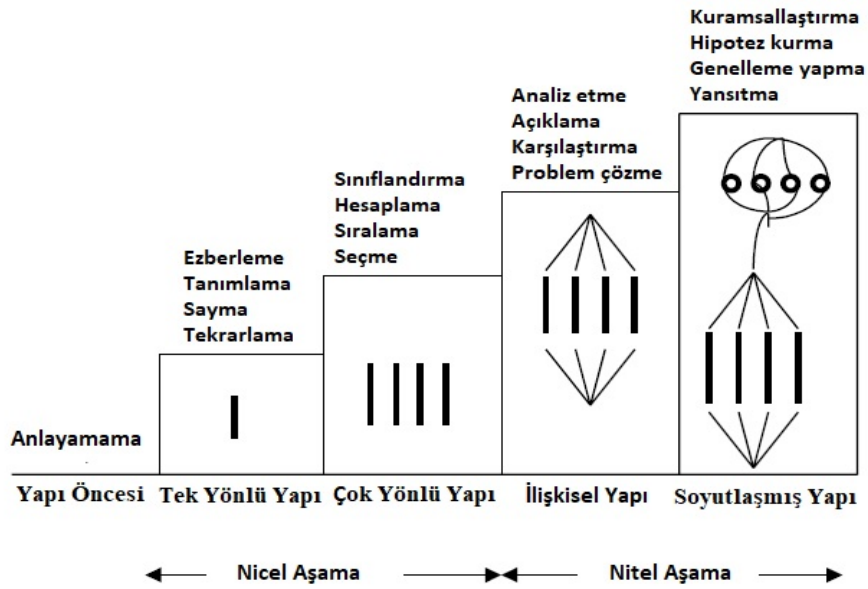 Kuramsallaştırma
Hipotez kurma
Genelleme yapma
Yansıtma
Analiz etme
Açıklama
Karşılaştırma
Problem çözme
Sınıflandırma
Hesaplama
Sıralama
Seçme
Ezberleme
Tanımlama
Sayma
Tekrarlama
Anlayamama
Yapı Öncesi
Tek Yönlü Yapı
Çok Yönlü Yapı
İlişkisel Yapı
Soyutlaşmış Yapı
Nicel Aşama
Nitel Aşama